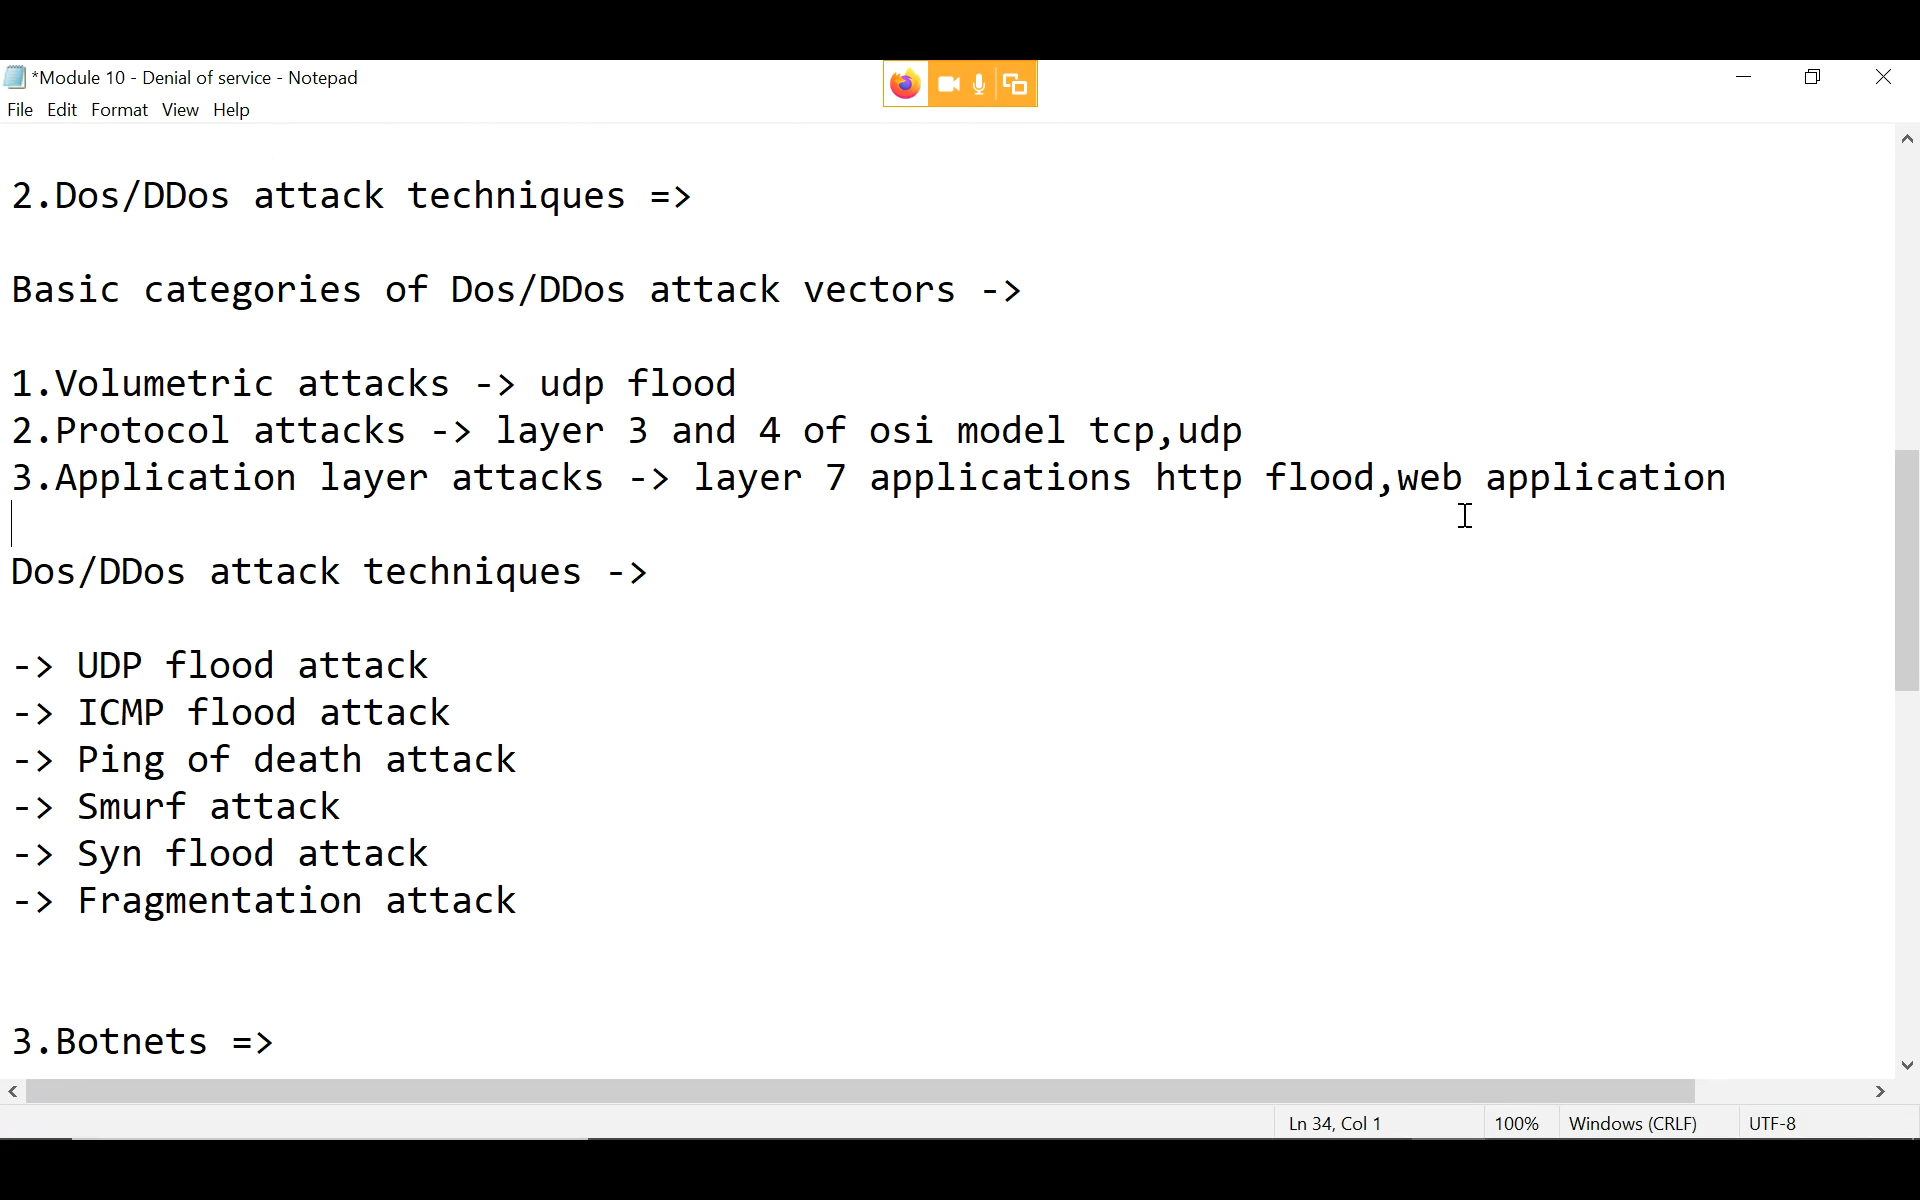 *Module 10 - Denial of service - Notepad
File Edit Format View Help
2.Dos/DDos attack techniques =>
Basic categories of Dos/DDos attack vectors ->
1.Volumetric attacks -> udp flood
2.Protocol attacks -> layer 3 and 4 of osi model tcp,udp
3.Application layer attacks -> layer 7 applications http flood,web application
Dos/DDos attack techniques ->
-> UDP flood attack
-> ICMP flood attack
-> Ping of death attack
-> Smurf attack
-> Syn flood attack
-> Fragmentation attack
3.Botnets =>
Ln 34, Col 1 100% Windows (CRLF) UTF-8